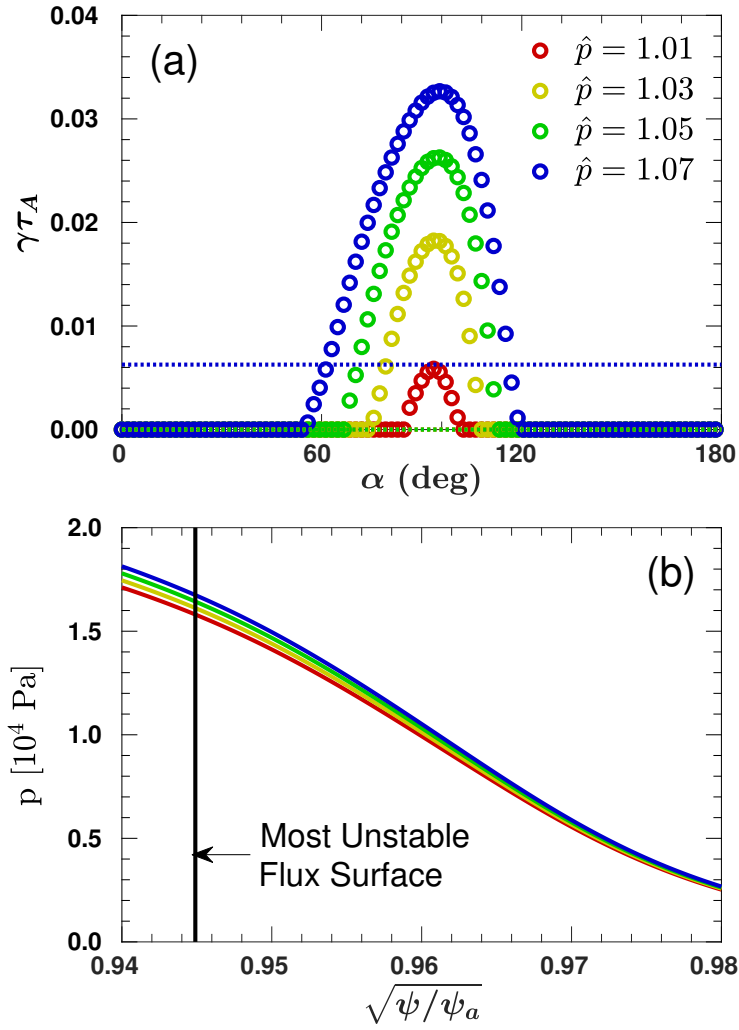 0.04
0.03
0.02
0.01
0.00
γτ_A
(a)
p̂ = 1.01
p̂ = 1.03
p̂ = 1.05
p̂ = 1.07
0 60 120 180
α (deg)
2.0
1.5
1.0
0.5
0.0
p [10⁴ Pa]
(b)
Most Unstable
Flux Surface
0.94 0.95 0.96 0.97 0.98
√ψ/ψ_a